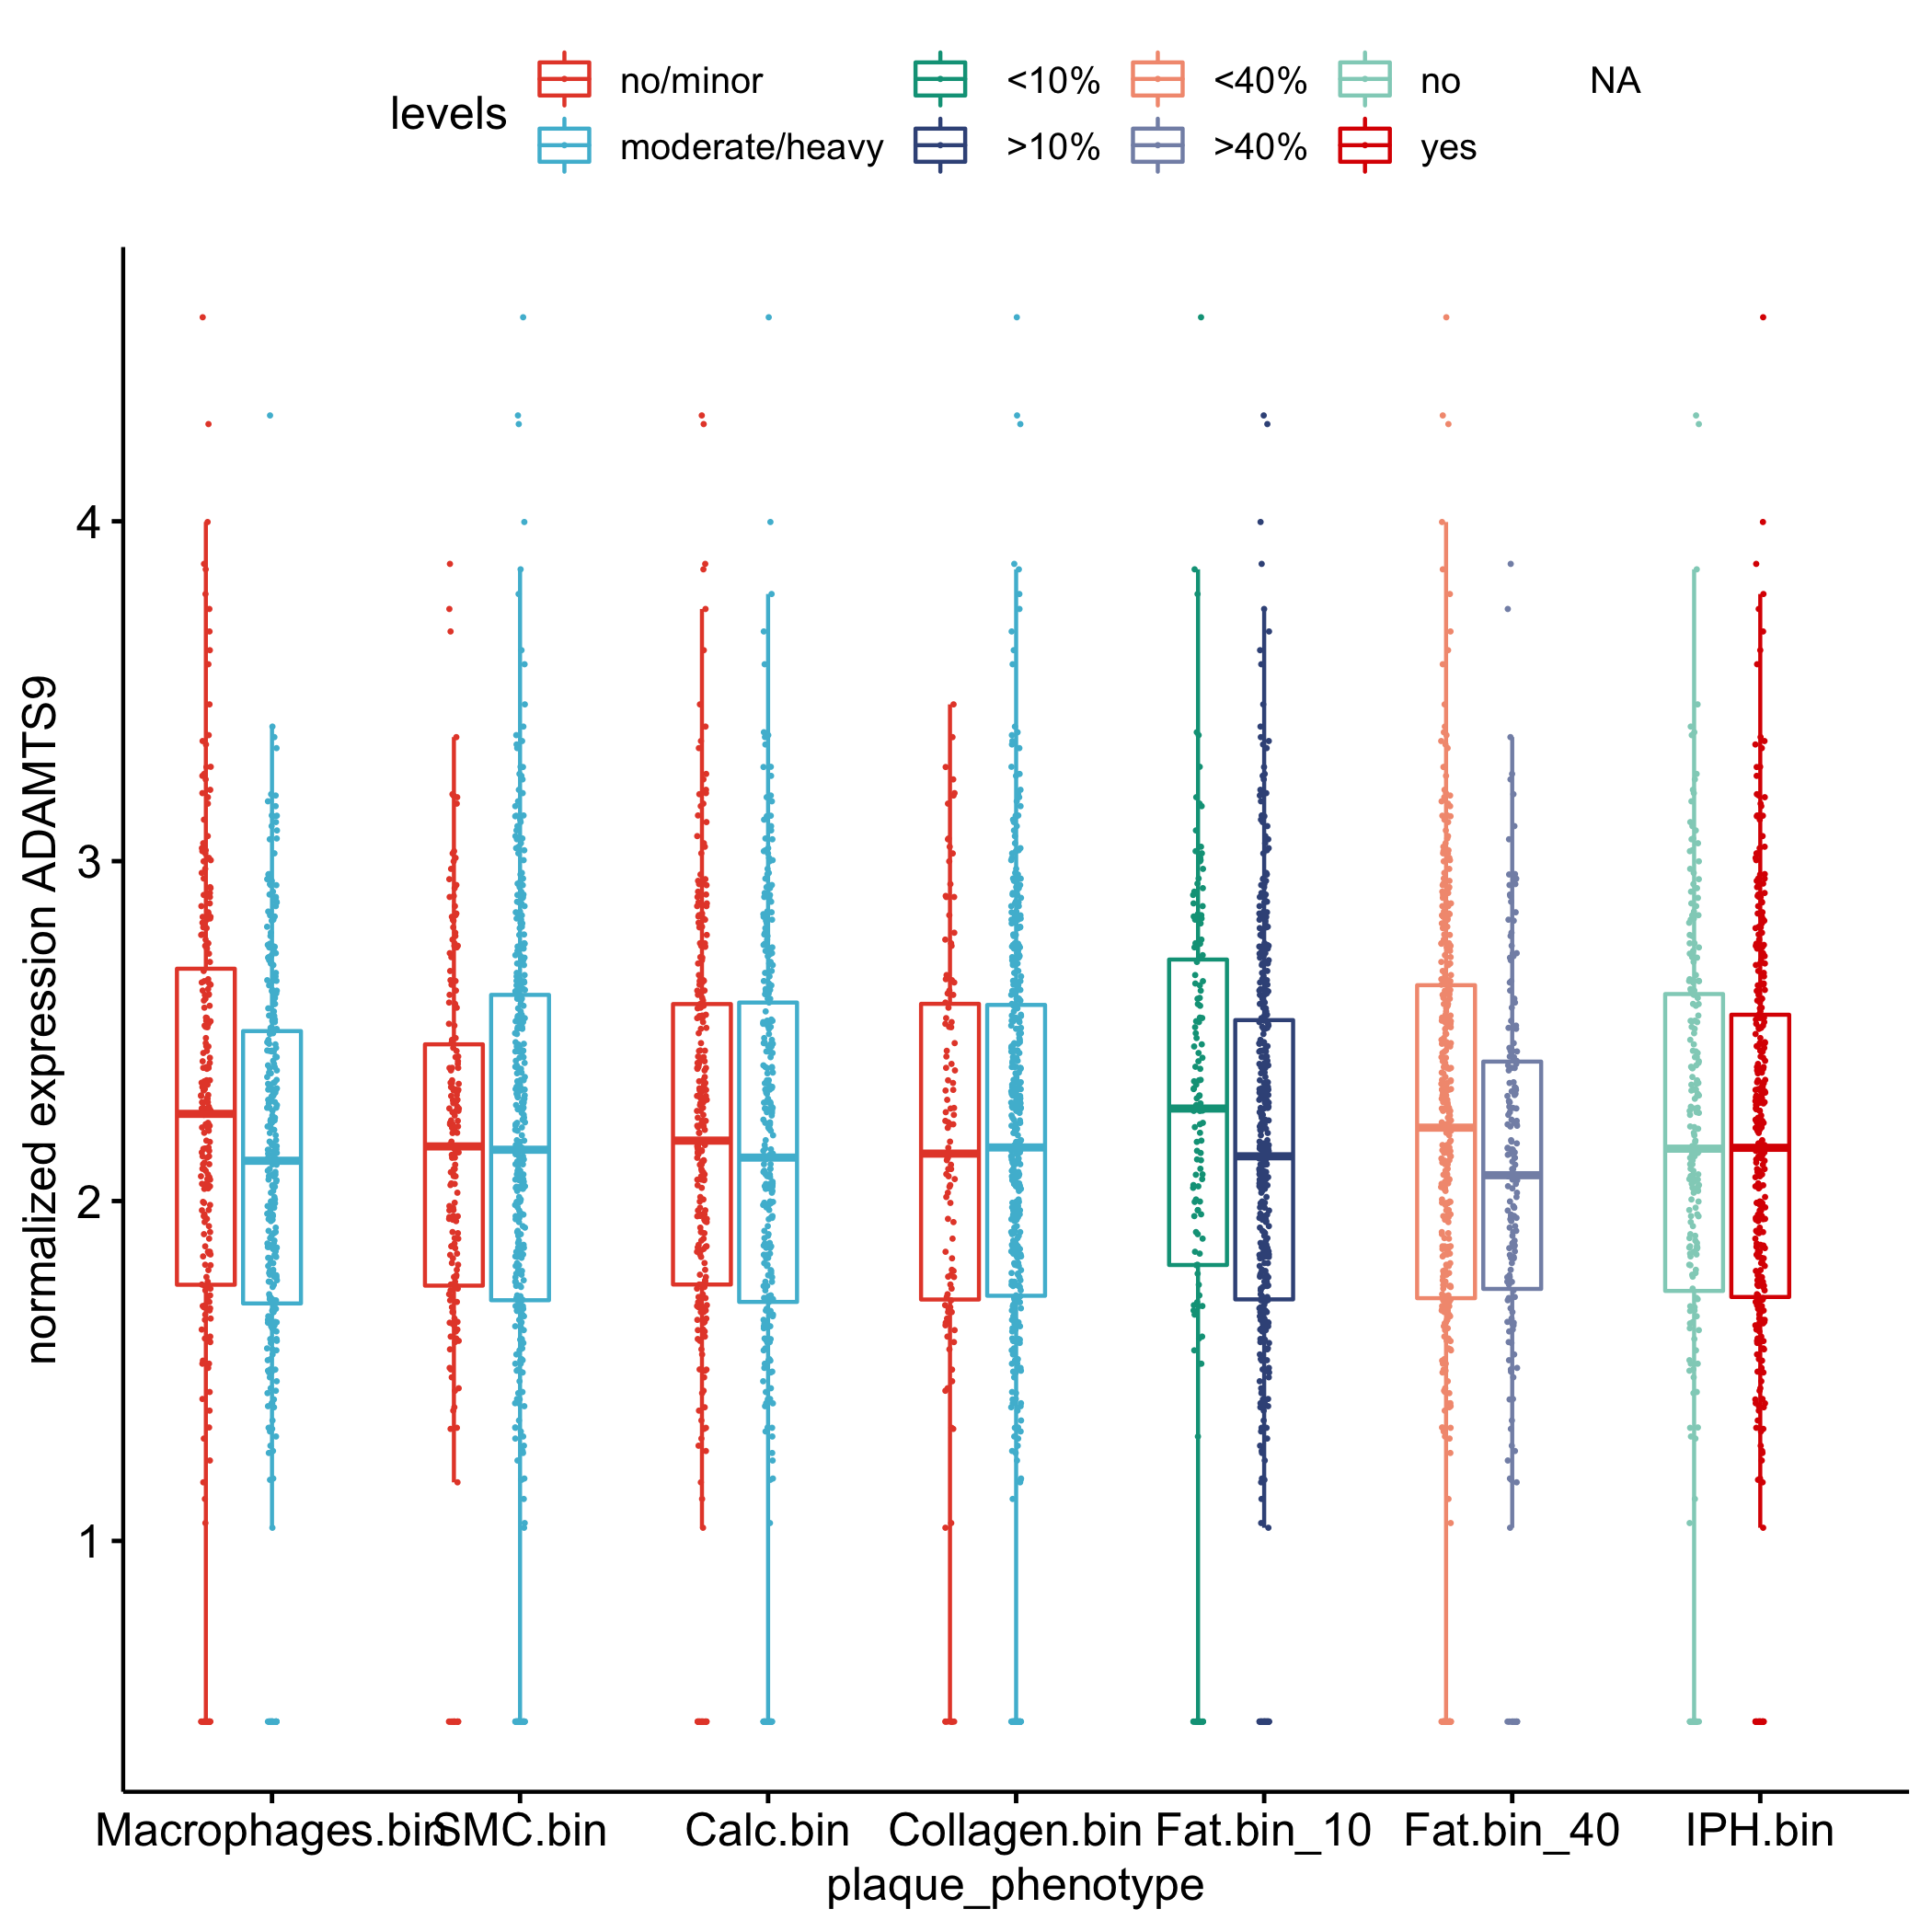 levels
no/minor <10% <40% no NA
moderate/heavy >10% >40% yes
normalized expression ADAMTS9
4
3
2
1
Macrophages.bin SMC.bin Calc.bin Collagen.bin Fat.bin_10 Fat.bin_40 IPH.bin
plaque_phenotype